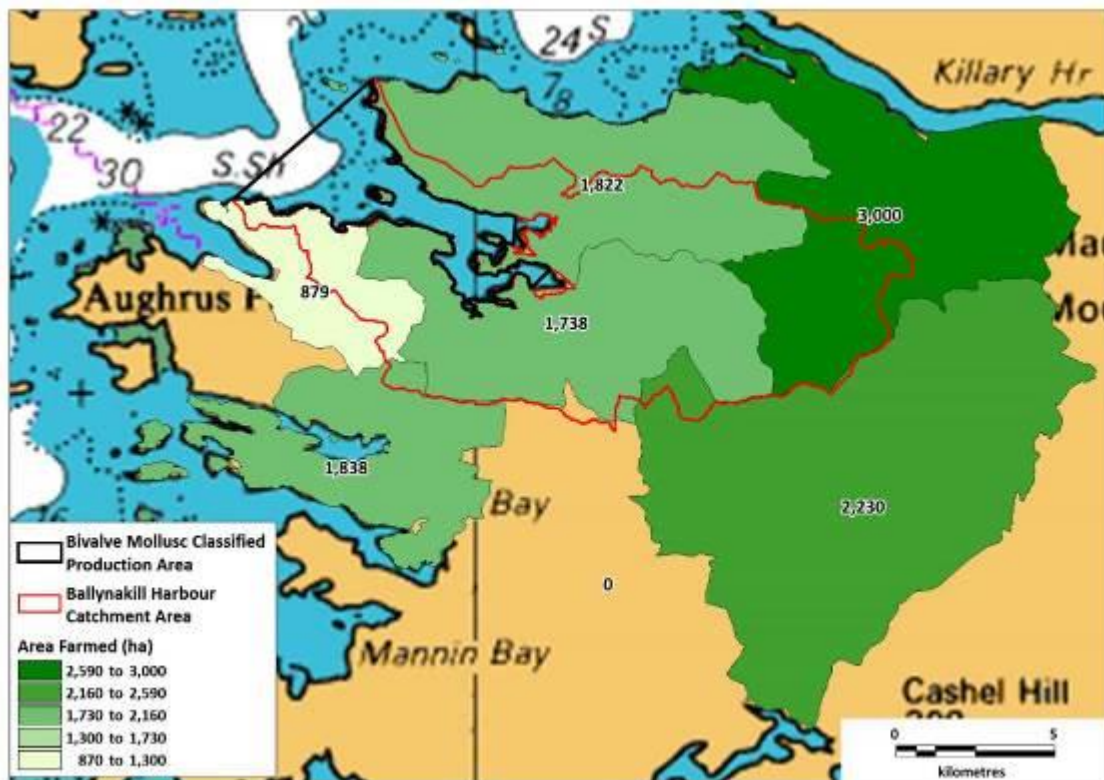 20
24 S
7
8
Killary Hr
22
30
S.Sh
1,822
3,000
879
Aughrus
1,738
1,838
Bay
2,230
0
Mannin Bay
Cashel Hill
Bivalve Mollusc Classified
Production Area
Ballynakill Harbour
Catchment Area
Area Farmed (ha)
2,590 to 3,000
2,160 to 2,590
1,730 to 2,160
1,300 to 1,730
870 to 1,300
0 5
kilometres